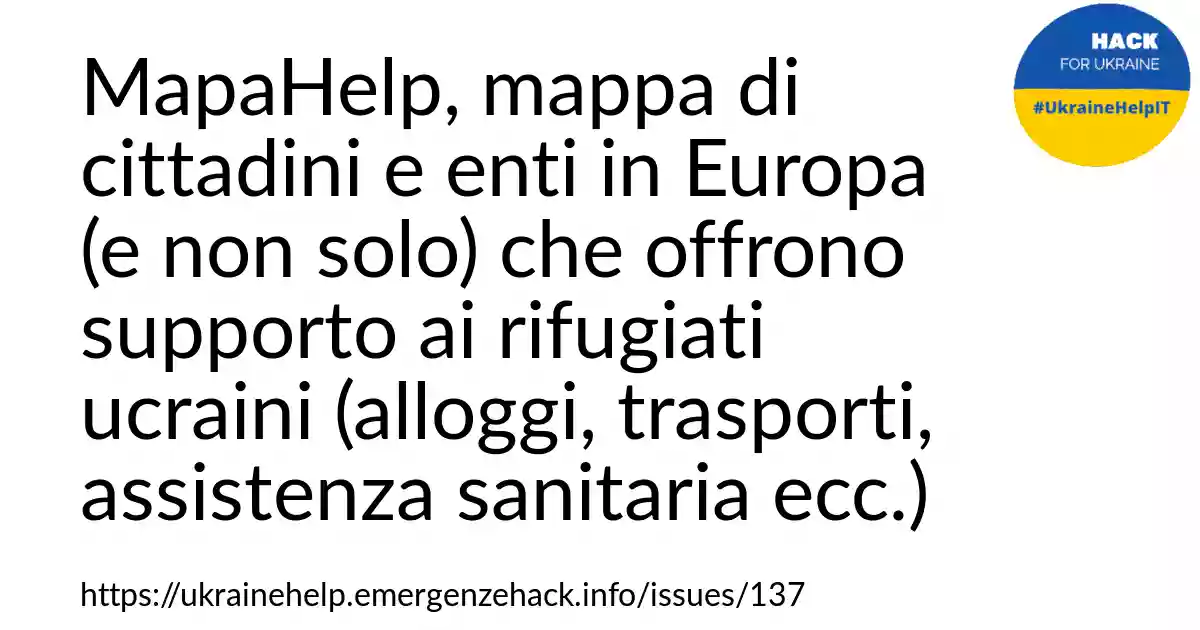 HACK
FOR UKRAINE
#UkraineHelpIT
MapaHelp, mappa di
cittadini e enti in Europa
(e non solo) che offrono
supporto ai rifugiati
ucraini (alloggi, trasporti,
assistenza sanitaria ecc.)
https://ukrainehelp.emergenzehack.info/issues/137